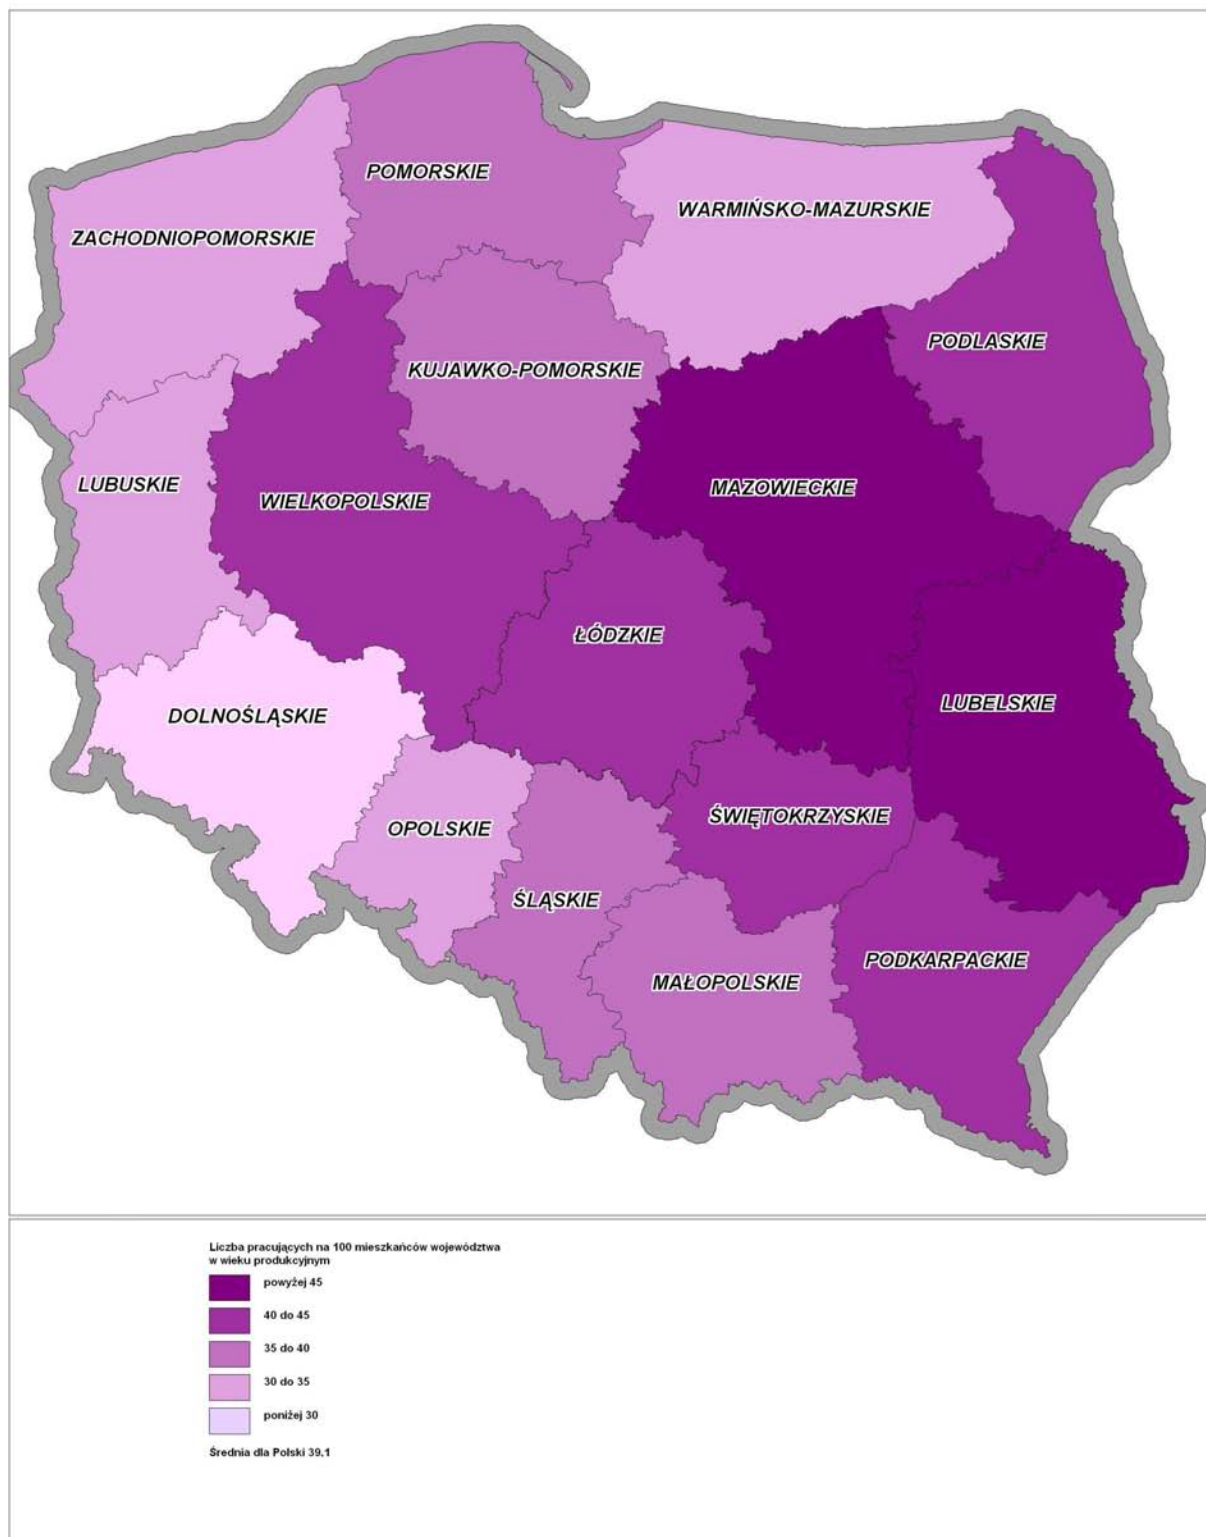 POMORSKIE
WARMIŃSKO-MAZURSKIE
ZACHODNIOPOMORSKIE
PODLASKIE
KUJAWKO-POMORSKIE
LUBUSKIE
MAZOWIECKIE
WIELKOPOLSKIE
ŁÓDZKIE
LUBELSKIE
DOLNOŚLĄSKIE
ŚWIĘTOKRZYSKIE
OPOLSKIE
ŚLĄSKIE
PODKARPACKIE
MAŁOPOLSKIE
Liczba pracujących na 100 mieszkańców województwa
w wieku produkcyjnym
powyżej 45
40 do 45
35 do 40
30 do 35
poniżej 30
Średnia dla Polski 39,1